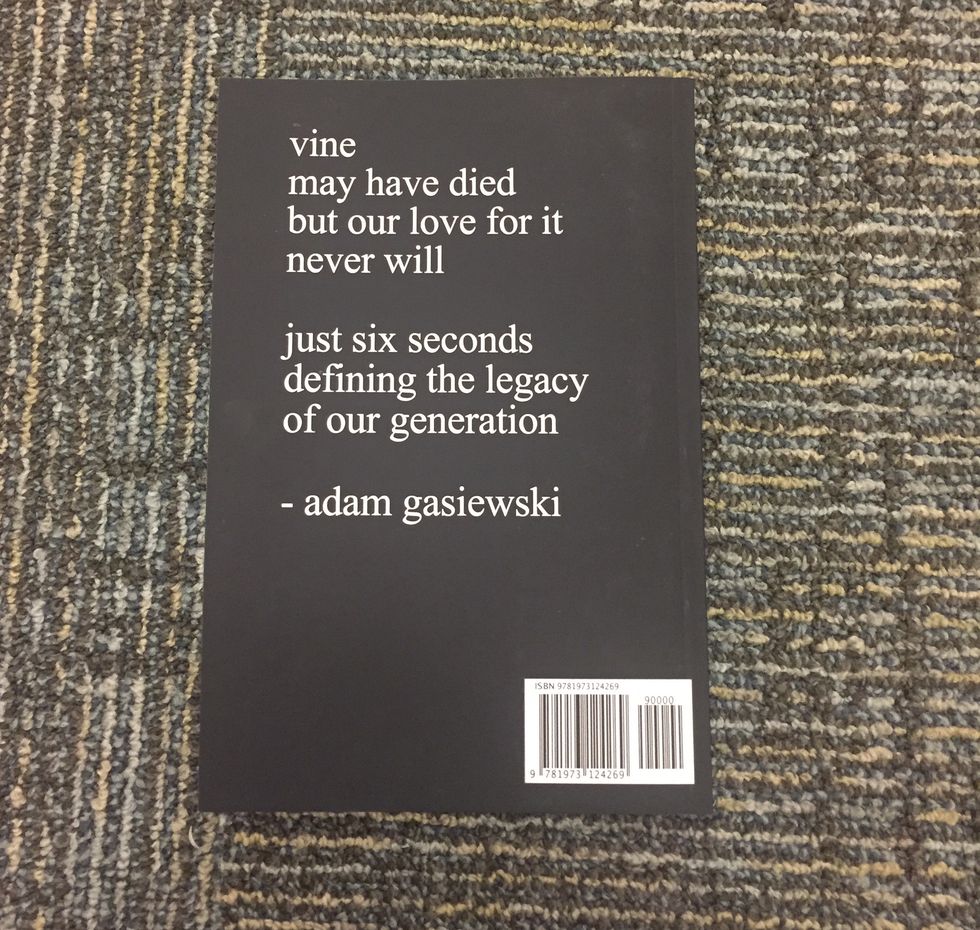 vine
may have died
but our love for it
never will
just six seconds
defining the legacy
of our generation
- adam gasiewski
ISBN 9781973124269
90000
9 781973 124269